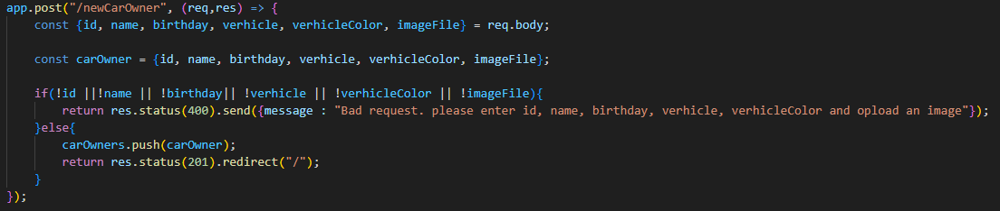 app.post("/newCarOwner", (req,res) => {
    const {id, name, birthday, verhicle, verhicleColor, imageFile} = req.body;
    const carOwner = {id, name, birthday, verhicle, verhicleColor, imageFile};
    if(!id ||!name || !birthday|| !verhicle || !verhicleColor || !imageFile){
        return res.status(400).send({message : "Bad request. please enter id, name, birthday, verhicle, verhicleColor and opload an image"});
    }else{
        carOwners.push(carOwner);
        return res.status(201).redirect("/");
    }
});